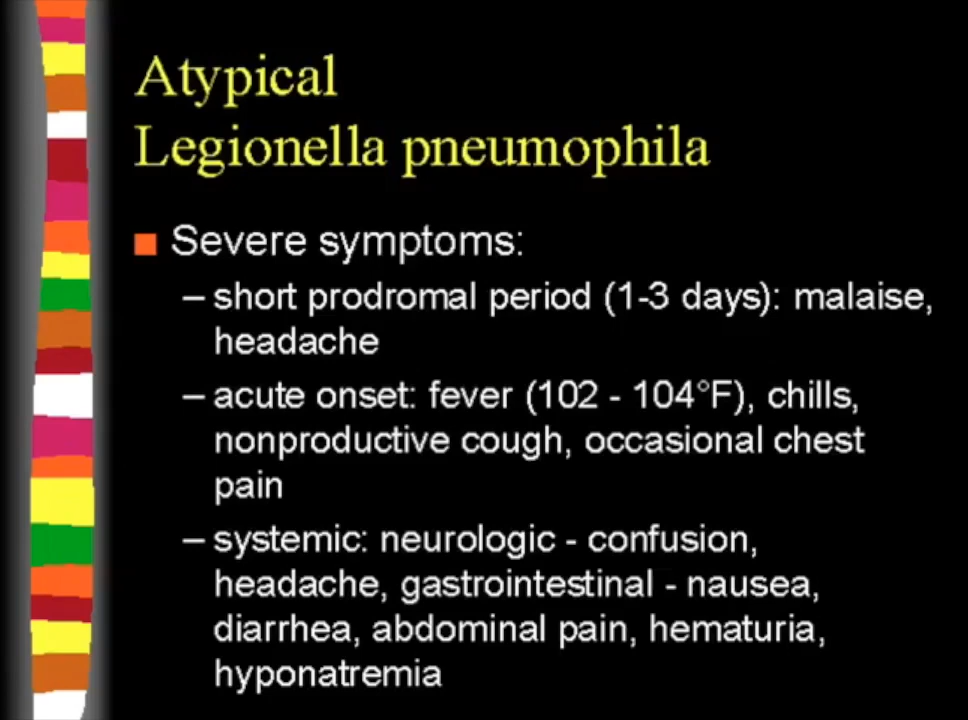 Atypical
Legionella pneumophila
■ Severe symptoms:
– short prodromal period (1-3 days): malaise,
headache
– acute onset: fever (102 - 104°F), chills,
nonproductive cough, occasional chest
pain
– systemic: neurologic - confusion,
headache, gastrointestinal - nausea,
diarrhea, abdominal pain, hematuria,
hyponatremia